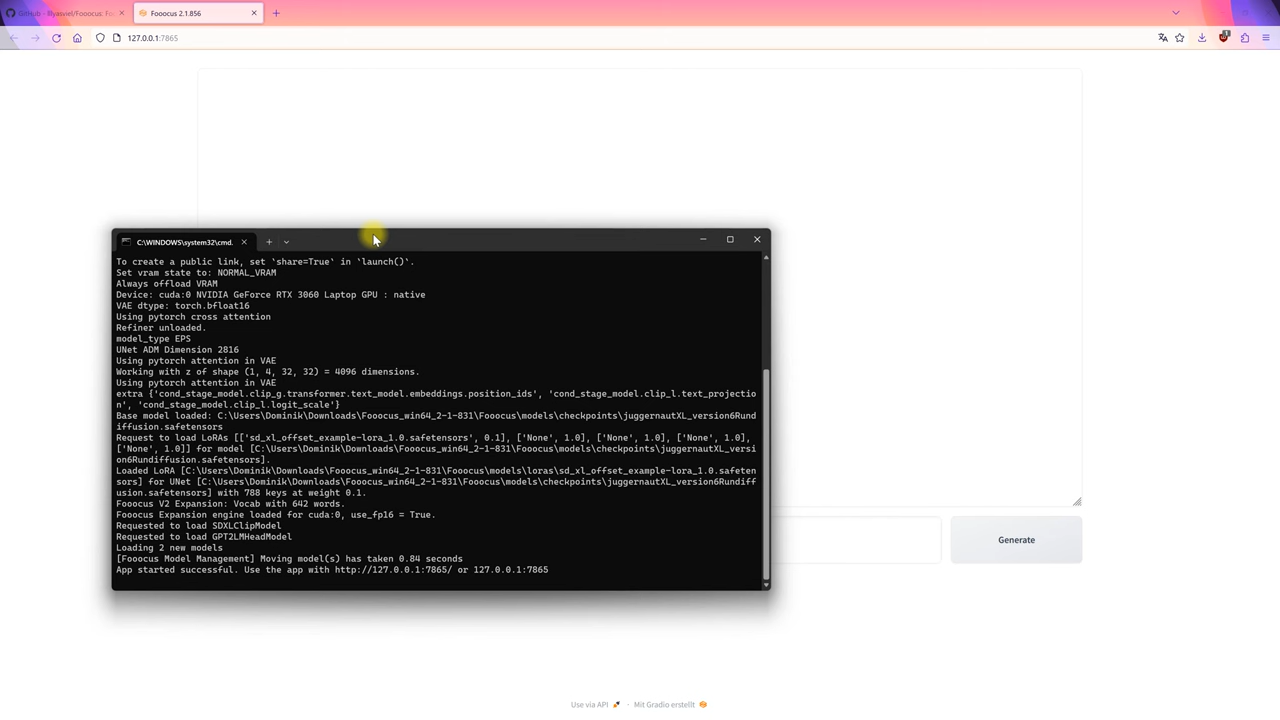 GitHub - lllyasviel/Fooocus: Fo
Fooocus 2.1.856
127.0.0.1:7865
C:\WINDOWS\system32\cmd.
To create a public link, set `share=True` in `launch()`.
Set vram state to: NORMAL_VRAM
Always offload VRAM
Device: cuda:0 NVIDIA GeForce RTX 3060 Laptop GPU : native
VAE dtype: torch.bfloat16
Using pytorch cross attention
Refiner unloaded.
model_type EPS
UNet ADM Dimension 2816
Using pytorch attention in VAE
Working with z of shape (1, 4, 32, 32) = 4096 dimensions.
Using pytorch attention in VAE
extra {'cond_stage_model.clip_g.transformer.text_model.embeddings.position_ids', 'cond_stage_model.clip_l.text_projectio
n', 'cond_stage_model.clip_l.logit_scale'}
Base model loaded: C:\Users\Dominik\Downloads\Fooocus_win64_2-1-831\Fooocus\models\checkpoints\juggernautXL_version6Rund
iffusion.safetensors
Request to load LoRAs [['sd_xl_offset_example-lora_1.0.safetensors', 0.1], ['None', 1.0], ['None', 1.0], ['None', 1.0],
['None', 1.0]] for model [C:\Users\Dominik\Downloads\Fooocus_win64_2-1-831\Fooocus\models\checkpoints\juggernautXL_versi
on6Rundiffusion.safetensors].
Loaded LoRA [C:\Users\Dominik\Downloads\Fooocus_win64_2-1-831\Fooocus\models\loras\sd_xl_offset_example-lora_1.0.safeten
sors] for UNet [C:\Users\Dominik\Downloads\Fooocus_win64_2-1-831\Fooocus\models\checkpoints\juggernautXL_version6Rundiff
usion.safetensors] with 788 keys at weight 0.1.
Fooocus V2 Expansion: Vocab with 642 words.
Fooocus Expansion engine loaded for cuda:0, use_fp16 = True.
Requested to load SDXLClipModel
Requested to load GPT2LMHeadModel
Loading 2 new models
[Fooocus Model Management] Moving model(s) has taken 0.84 seconds
App started successful. Use the app with http://127.0.0.1:7865/ or 127.0.0.1:7865
Generate
Use via API · Mit Gradio erstellt